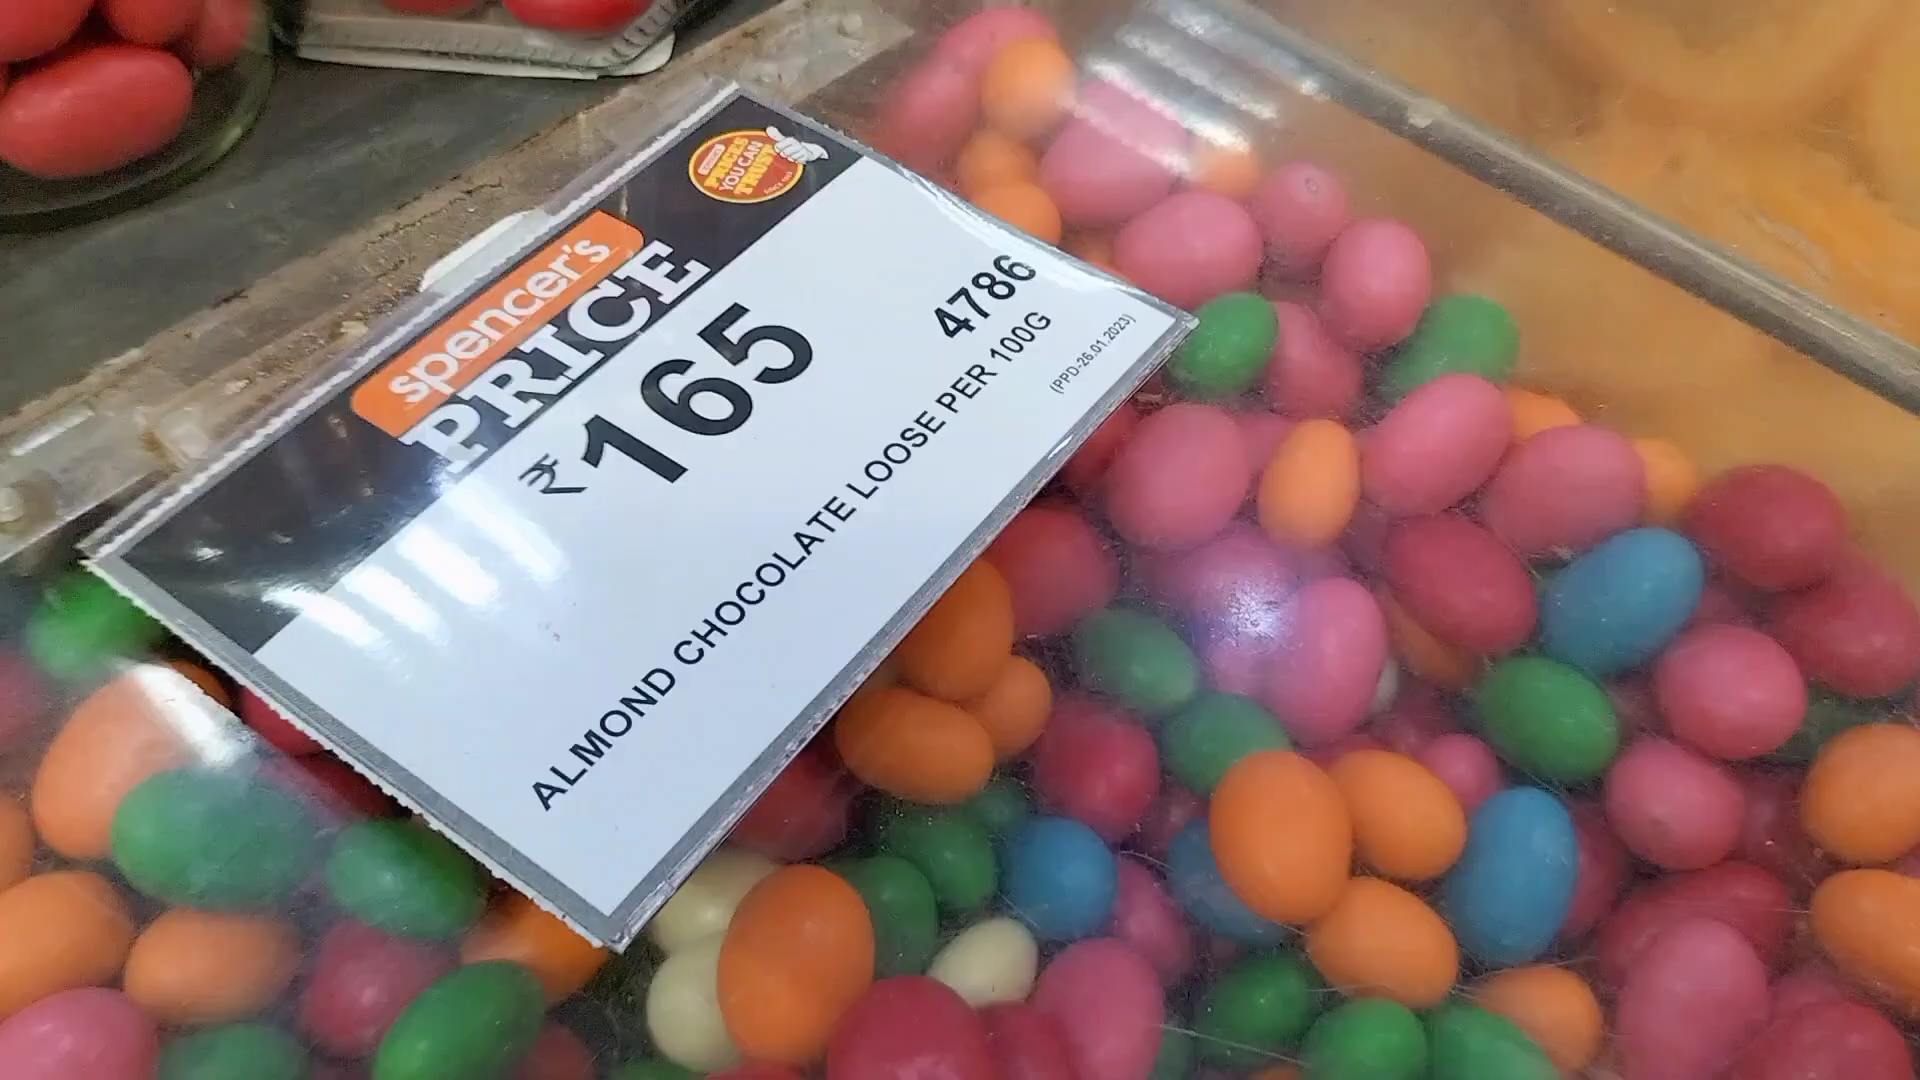 PRICES
YOU CAN
TRUST
spencer's
PRICE
₹165
4786
ALMOND CHOCOLATE LOOSE PER 100G
(PPD-26.01.2023)